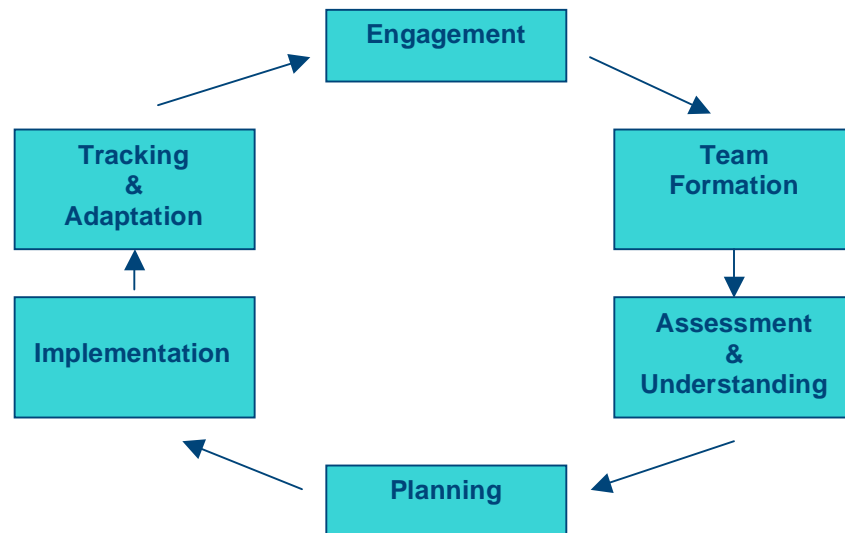 Engagement
Team
Formation
Assessment
&
Understanding
Planning
Implementation
Tracking
&
Adaptation